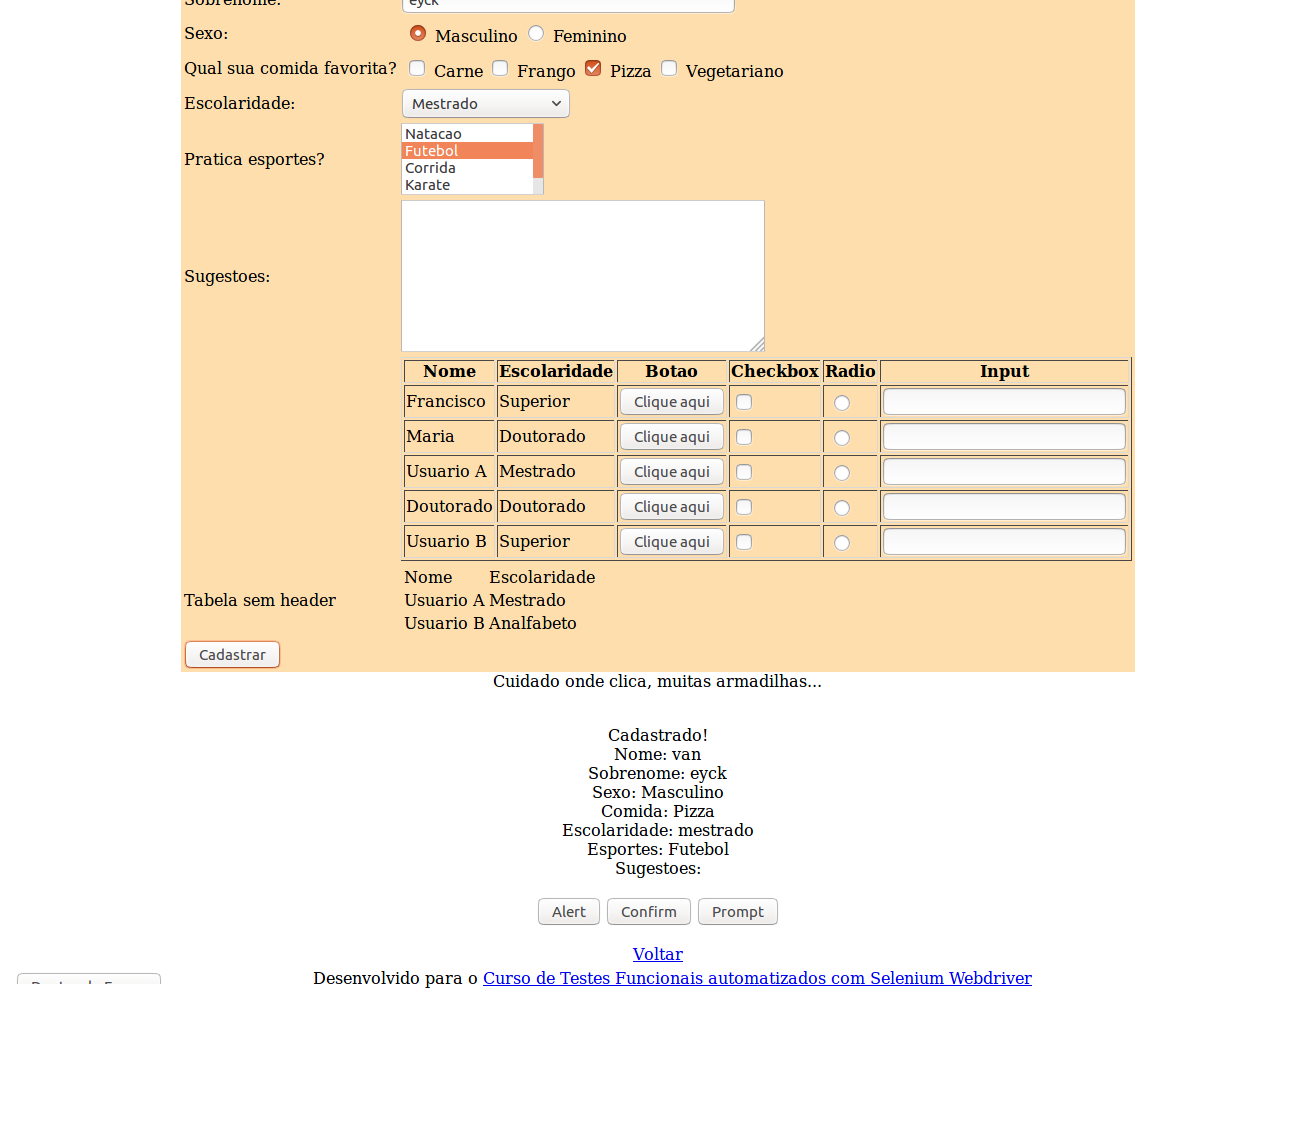 Sobrenome: eyck
Sexo: Masculino Feminino
Qual sua comida favorita? Carne Frango Pizza Vegetariano
Escolaridade: Mestrado
Pratica esportes?
Natacao
Futebol
Corrida
Karate
Sugestoes:
Nome Escolaridade Botao Checkbox Radio Input
Francisco Superior Clique aqui
Maria Doutorado Clique aqui
Usuario A Mestrado Clique aqui
Doutorado Doutorado Clique aqui
Usuario B Superior Clique aqui
Tabela sem header
Nome Escolaridade
Usuario A Mestrado
Usuario B Analfabeto
Cadastrar
Cuidado onde clica, muitas armadilhas...
Cadastrado!
Nome: van
Sobrenome: eyck
Sexo: Masculino
Comida: Pizza
Escolaridade: mestrado
Esportes: Futebol
Sugestoes:
Alert Confirm Prompt
Voltar
Desenvolvido para o Curso de Testes Funcionais automatizados com Selenium Webdriver